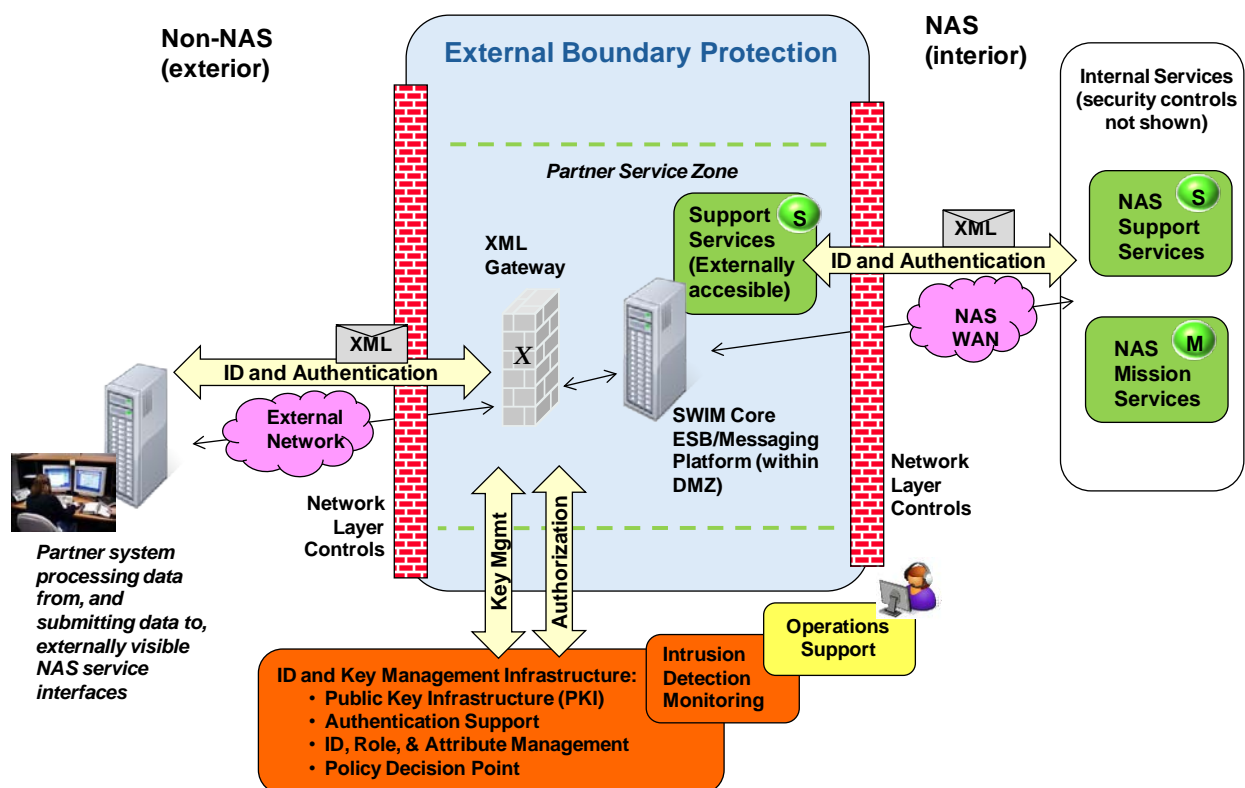 Non-NAS
(exterior)
External Boundary Protection
NAS
(interior)
Internal Services
(security controls
not shown)
Partner Service Zone
Support
Services
(Externally
accesible)
S
XML
Gateway
X
XML
ID and Authentication
NAS
Support
Services
S
NAS
WAN
NAS
Mission
Services
M
XML
ID and Authentication
External
Network
SWIM Core
ESB/Messaging
Platform (within
DMZ)
Network
Layer
Controls
Network
Layer
Controls
Key Mgmt
Authorization
Partner system
processing data
from, and
submitting data to,
externally visible
NAS service
interfaces
Operations
Support
Intrusion
Detection
Monitoring
ID and Key Management Infrastructure:
• Public Key Infrastructure (PKI)
• Authentication Support
• ID, Role, & Attribute Management
• Policy Decision Point